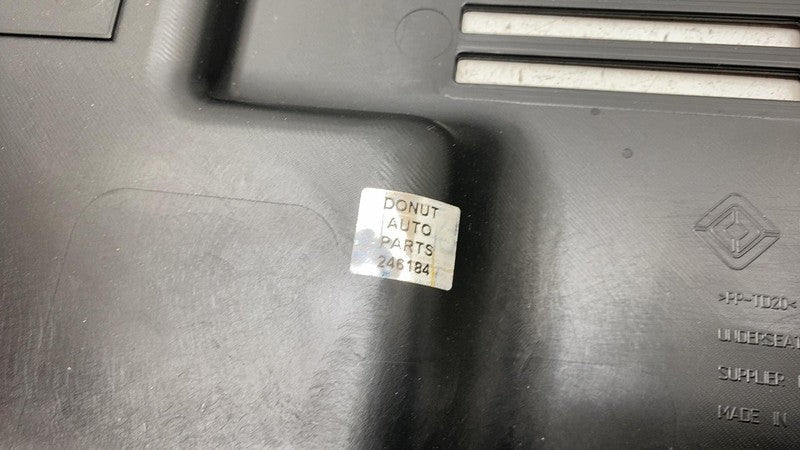 DONUT
AUTO
PARTS
246184
>PP-TD20<
UNDERSEAT
SUPPLIER
MADE IN